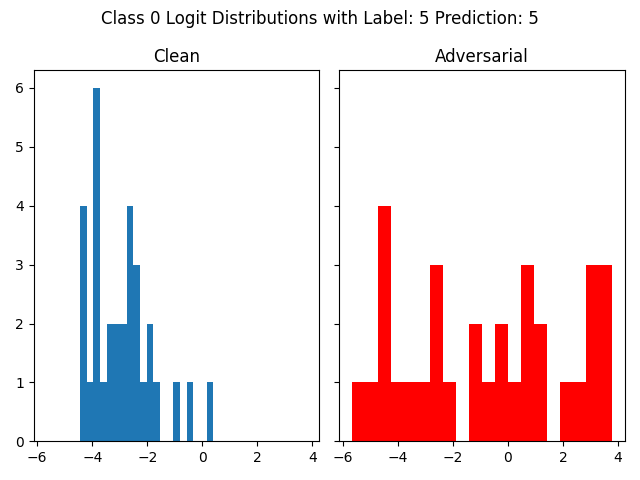 Class 0 Logit Distributions with Label: 5 Prediction: 5
Clean
Adversarial
6
5
4
3
2
1
0
−6 −4 −2 0 2 4
−6 −4 −2 0 2 4